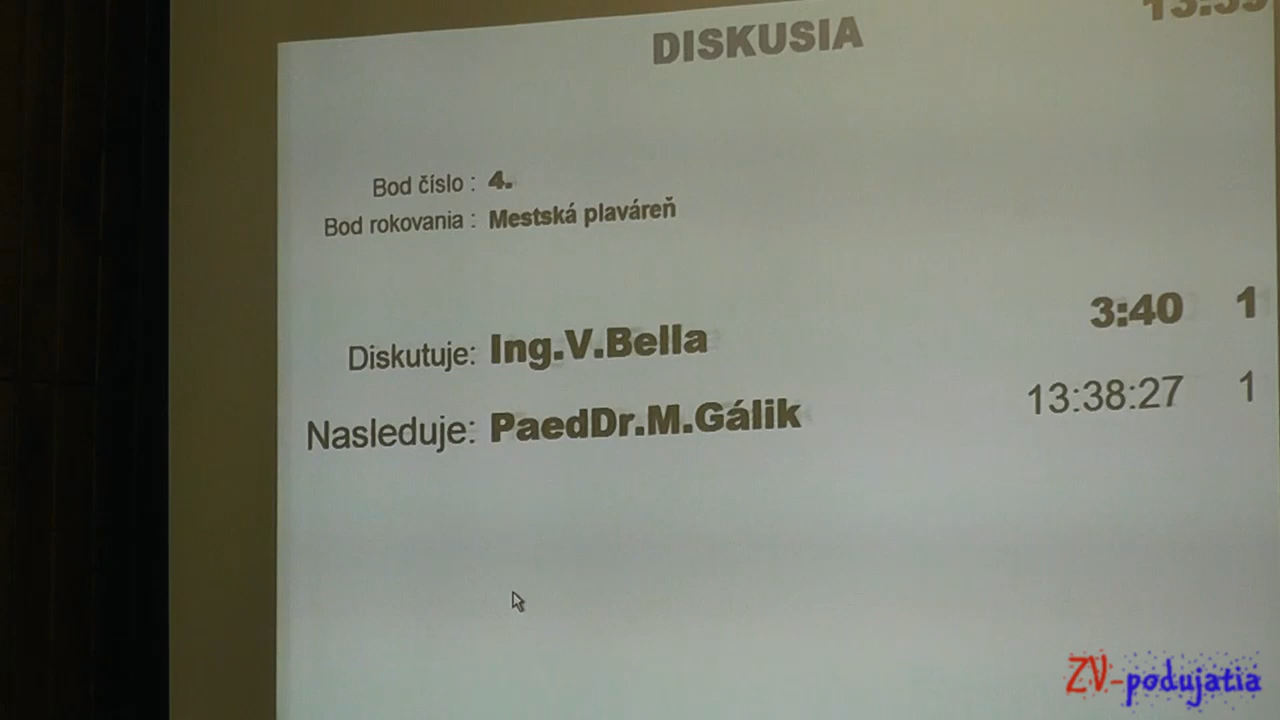 DISKUSIA
Bod číslo : 4.
Bod rokovania : Mestská plaváreň
3:40 1
Diskutuje: Ing.V.Bella
13:38:27 1
Nasleduje: PaedDr.M.Gálik
ZV-podujatia